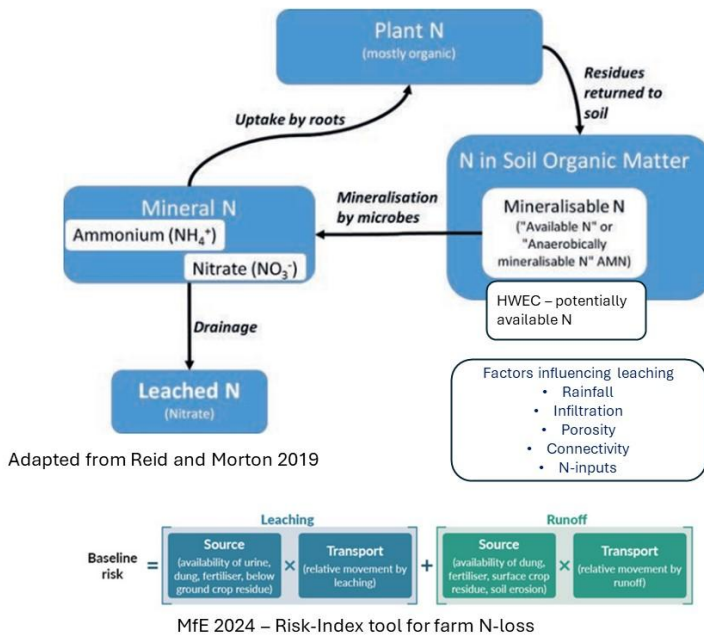 Plant N
(mostly organic)
Residues
returned to
soil
Uptake by roots
N in Soil Organic Matter
Mineral N
Ammonium (NH₄⁺)
Nitrate (NO₃⁻)
Mineralisation
by microbes
Mineralisable N
("Available N" or
"Anaerobically
mineralisable N" AMN)
HWEC – potentially
available N
Drainage
Leached N
(Nitrate)
Factors influencing leaching
• Rainfall
• Infiltration
• Porosity
• Connectivity
• N-inputs
Adapted from Reid and Morton 2019
Leaching
Runoff
Baseline
risk
=
Source
(availability of urine,
dung, fertiliser, below
ground crop residue)
×
Transport
(relative movement by
leaching)
+
Source
(availability of dung,
fertiliser, surface crop
residue, soil erosion)
×
Transport
(relative movement by
runoff)
MfE 2024 – Risk-Index tool for farm N-loss